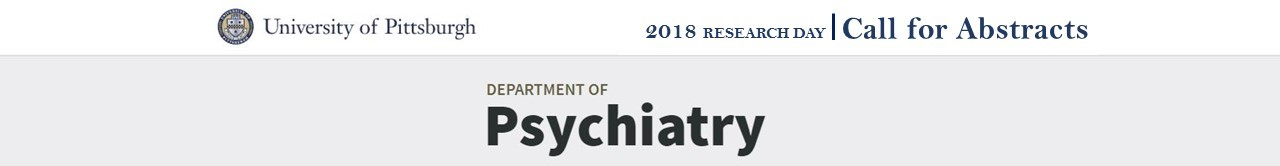 University of Pittsburgh
2018 RESEARCH DAY | Call for Abstracts
DEPARTMENT OF
Psychiatry